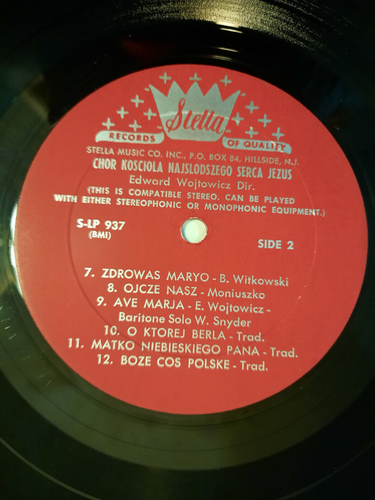 Stella
RECORDS OF QUALITY
STELLA MUSIC CO. INC., P.O. BOX 84, HILLSIDE, N.J.
CHOR KOSCIOLA NAJSLODSZEGO SERCA JEZUS
Edward Wojtowicz Dir.
(THIS IS COMPATIBLE STEREO. CAN BE PLAYED
WITH EITHER STEREOPHONIC OR MONOPHONIC EQUIPMENT.)
S-LP 937
(BMI)
SIDE 2
7. ZDROWAS MARYO - B. Witkowski
8. OJCZE NASZ - Moniuszko
9. AVE MARJA - E. Wojtowicz -
Baritone Solo W. Snyder
10. O KTOREJ BERLA - Trad.
11. MATKO NIEBIESKIEGO PANA - Trad.
12. BOZE COS POLSKE - Trad.